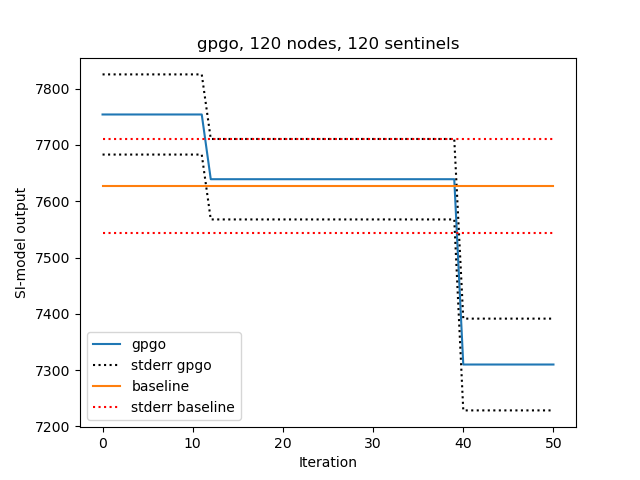 gpgo, 120 nodes, 120 sentinels
SI-model output
7800
7700
7600
7500
7400
7300
7200
gpgo
stderr gpgo
baseline
stderr baseline
0 10 20 30 40 50
Iteration